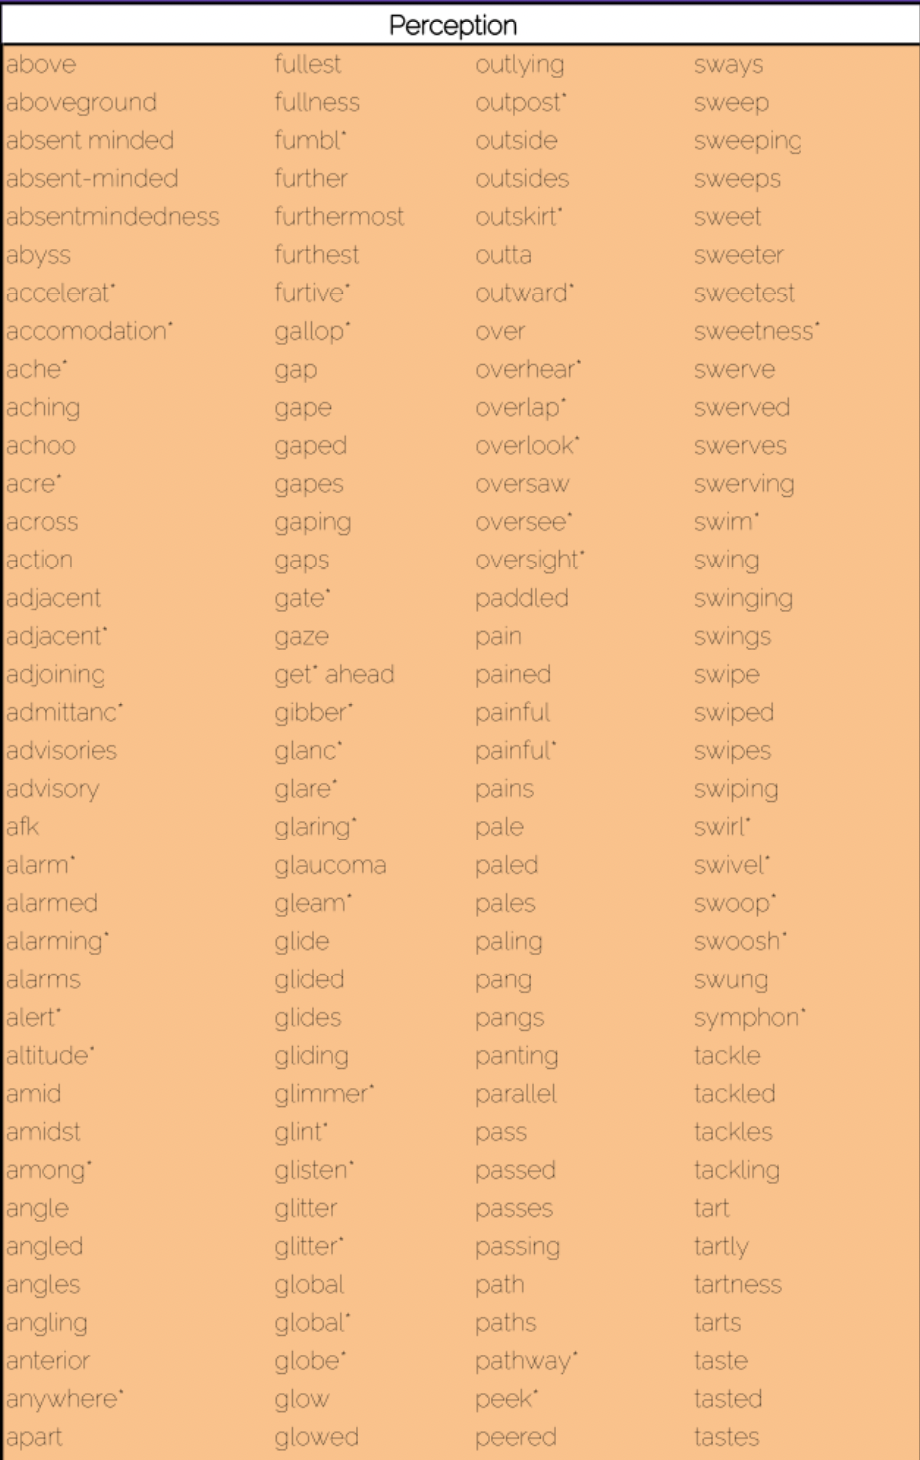 Perception
above fullest outlying sways
aboveground fullness outpost* sweep
absent minded fumbl* outside sweeping
absent-minded further outsides sweeps
absentmindedness furthermost outskirt* sweet
abyss furthest outta sweeter
accelerat* furtive* outward* sweetest
accomodation* gallop* over sweetness*
ache* gap overhear* swerve
aching gape overlap* swerved
achoo gaped overlook* swerves
acre* gapes oversaw swerving
across gaping oversee* swim*
action gaps oversight* swing
adjacent gate* paddled swinging
adjacent* gaze pain swings
adjoining get* ahead pained swipe
admittanc* gibber* painful swiped
advisories glanc* painful* swipes
advisory glare* pains swiping
afk glaring* pale swirl*
alarm* glaucoma paled swivel*
alarmed gleam* pales swoop*
alarming* glide paling swoosh*
alarms glided pang swung
alert* glides pangs symphon*
altitude* gliding panting tackle
amid glimmer* parallel tackled
amidst glint* pass tackles
among* glisten* passed tackling
angle glitter passes tart
angled glitter* passing tartly
angles global path tartness
angling global* paths tarts
anterior globe* pathway* taste
anywhere* glow peek* tasted
apart glowed peered tastes